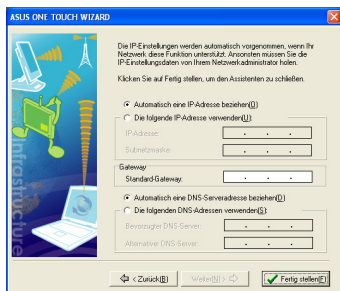 ASUS ONE TOUCH WIZARD
Die IP-Einstellungen werden automatisch vorgenommen, wenn Ihr
Netzwerk diese Funktion unterstützt. Ansonsten müssen Sie die
IP-Einstellungsdaten von Ihrem Netzwerkadministrator holen.
Klicken Sie auf Fertig stellen, um den Assistenten zu schließen.
Automatisch eine IP-Adresse beziehen(O)
Die folgende IP-Adresse verwenden(U):
IP-Adresse:
Subnetzmaske:
Gateway
Standard-Gateway:
Automatisch eine DNS-Serveradresse beziehen(D)
Die folgenden DNS-Adressen verwenden(S):
Bevorzugter DNS-Server:
Alternativer DNS-Server:
< Zurück(B)
Weiter(N) >
Fertig stellen(F)
Infrastructure